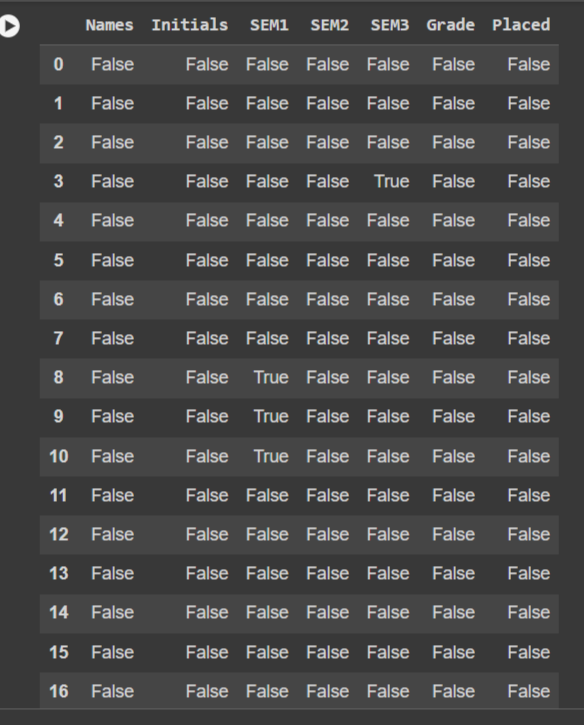 Names Initials SEM1 SEM2 SEM3 Grade Placed
0 False False False False False False False
1 False False False False False False False
2 False False False False False False False
3 False False False False True False False
4 False False False False False False False
5 False False False False False False False
6 False False False False False False False
7 False False False False False False False
8 False False True False False False False
9 False False True False False False False
10 False False True False False False False
11 False False False False False False False
12 False False False False False False False
13 False False False False False False False
14 False False False False False False False
15 False False False False False False False
16 False False False False False False False